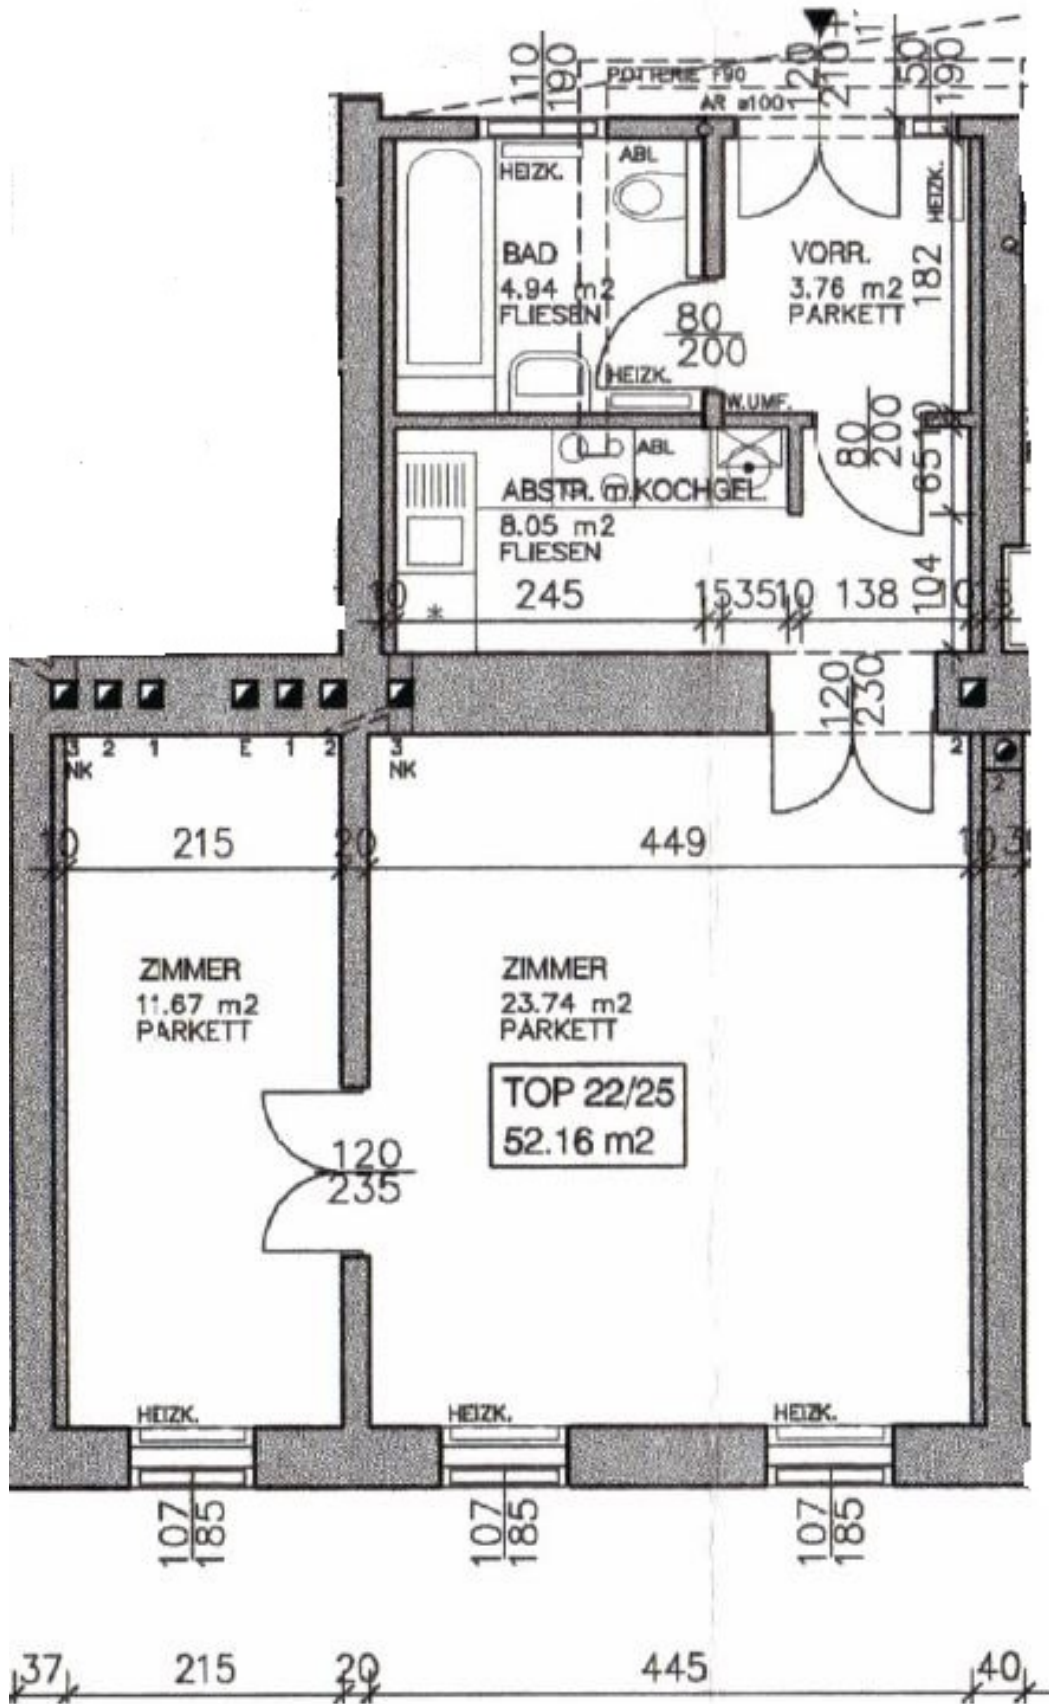 110
190
POTTERIE F90
AR ø100
120
210
50
190
HEIZK.
ABL
HEIZK.
BAD
4.94 m2
FLIESEN
VORR.
3.76 m2
PARKETT
182
80
200
HEIZK.
W.UMF.
80
200
10
65
ABL
ABSTR. m.KOCHGEL.
8.05 m2
FLIESEN
104
10
245
15
35
10
138
10
*
120
230
3
NK
2
1
E
1
2
3
NK
2
2
10
215
20
449
10
ZIMMER
11.67 m2
PARKETT
ZIMMER
23.74 m2
PARKETT
TOP 22/25
52.16 m2
120
235
HEIZK.
HEIZK.
HEIZK.
107
185
107
185
107
185
37
215
20
445
40